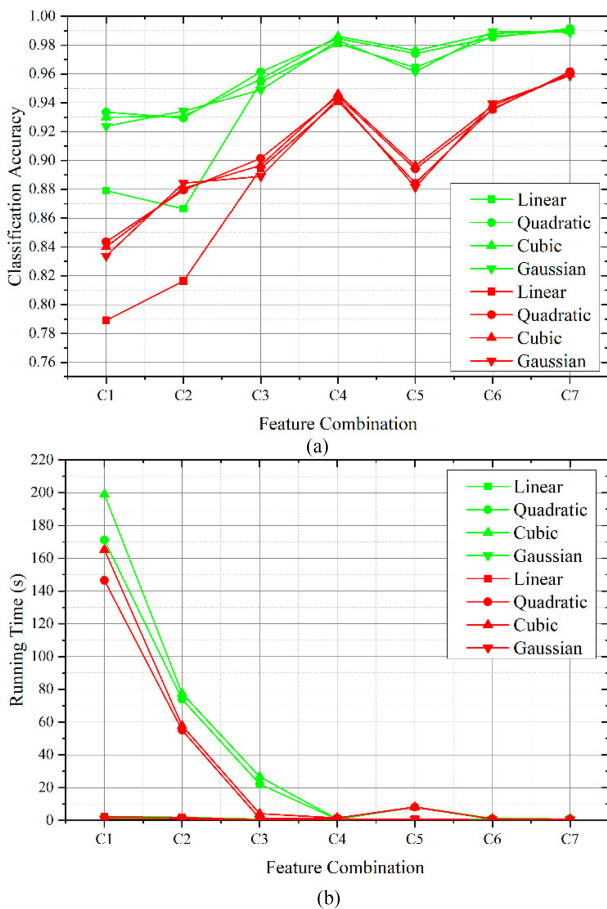 1.00
0.98
0.96
0.94
0.92
0.90
0.88
0.86
0.84
0.82
0.80
0.78
0.76
Classification Accuracy
Linear
Quadratic
Cubic
Gaussian
Linear
Quadratic
Cubic
Gaussian
C1 C2 C3 C4 C5 C6 C7
Feature Combination
(a)
220
200
180
160
140
120
100
80
60
40
20
0
Running Time (s)
Linear
Quadratic
Cubic
Gaussian
Linear
Quadratic
Cubic
Gaussian
C1 C2 C3 C4 C5 C6 C7
Feature Combination
(b)